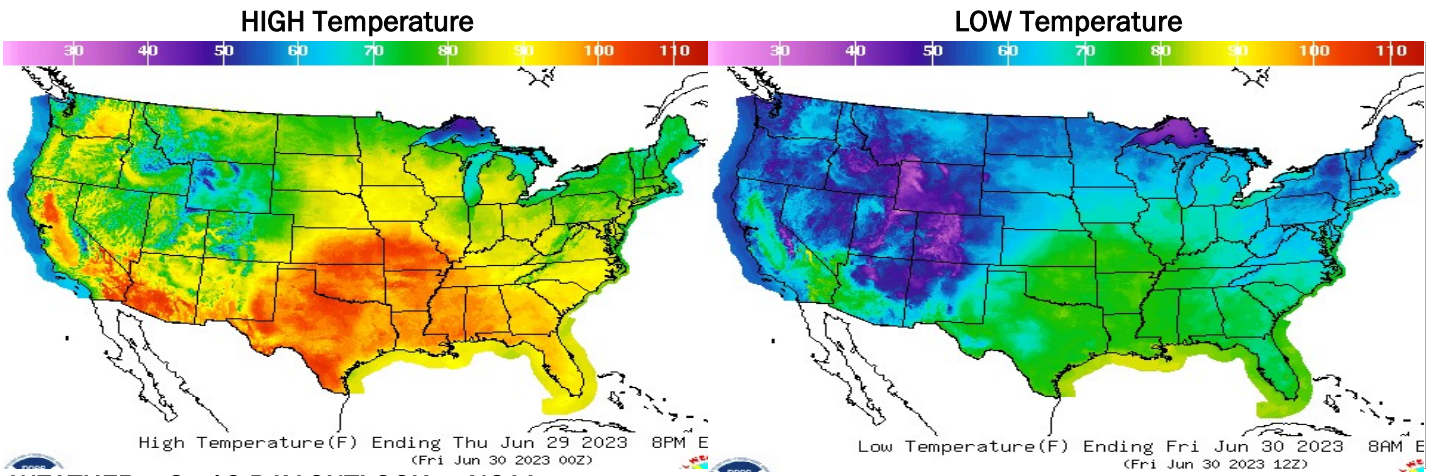 HIGH Temperature
LOW Temperature
30 40 50 60 70 80 90 100 110
30 40 50 60 70 80 90 100 110
High Temperature(F) Ending Thu Jun 29 2023 8PM E
(Fri Jun 30 2023 00Z)
Low Temperature(F) Ending Fri Jun 30 2023 8AM E
(Fri Jun 30 2023 12Z)